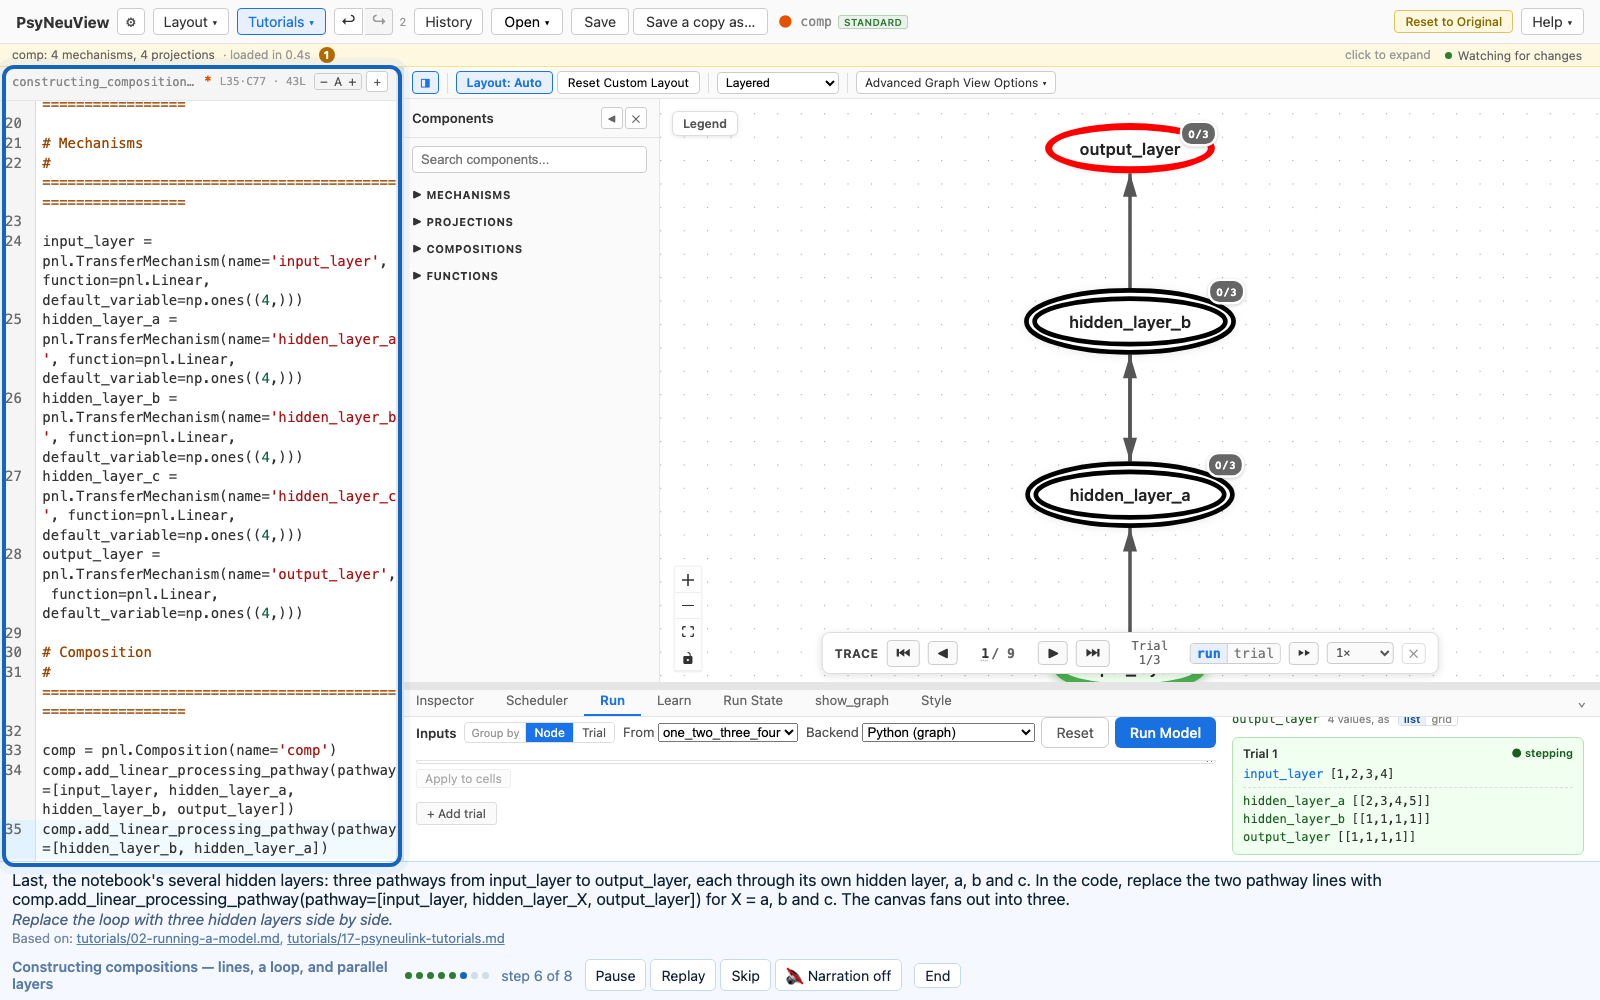 PsyNeuView
Layout ▾
Tutorials ▾
2
History
Open ▾
Save
Save a copy as...
comp STANDARD
Reset to Original
Help ▾
comp: 4 mechanisms, 4 projections · loaded in 0.4s 1
click to expand
Watching for changes
constructing_composition… * L35·C77 · 43L − A + +
Layout: Auto
Reset Custom Layout
Layered
Advanced Graph View Options ▾
=================
20
21 # Mechanisms
22 #
==========================================
=================
23
24 input_layer =
pnl.TransferMechanism(name='input_layer',
function=pnl.Linear,
default_variable=np.ones((4,)))
25 hidden_layer_a =
pnl.TransferMechanism(name='hidden_layer_a
', function=pnl.Linear,
default_variable=np.ones((4,)))
26 hidden_layer_b =
pnl.TransferMechanism(name='hidden_layer_b
', function=pnl.Linear,
default_variable=np.ones((4,)))
27 hidden_layer_c =
pnl.TransferMechanism(name='hidden_layer_c
', function=pnl.Linear,
default_variable=np.ones((4,)))
28 output_layer =
pnl.TransferMechanism(name='output_layer',
function=pnl.Linear,
default_variable=np.ones((4,)))
29
30 # Composition
31 #
==========================================
=================
32
33 comp = pnl.Composition(name='comp')
34 comp.add_linear_processing_pathway(pathway
=[input_layer, hidden_layer_a,
hidden_layer_b, output_layer])
35 comp.add_linear_processing_pathway(pathway
=[hidden_layer_b, hidden_layer_a])
Components
Search components...
MECHANISMS
PROJECTIONS
COMPOSITIONS
FUNCTIONS
Legend
output_layer
0/3
hidden_layer_b
0/3
hidden_layer_a
0/3
TRACE
1 / 9
Trial
1/3
run trial
1×
Inspector
Scheduler
Run
Learn
Run State
show_graph
Style
Inputs
Group by Node Trial
From one_two_three_four
Backend Python (graph)
Reset
Run Model
Apply to cells
+ Add trial
output_layer 4 values, as list grid
Trial 1
stepping
input_layer [1,2,3,4]
hidden_layer_a [[2,3,4,5]]
hidden_layer_b [[1,1,1,1]]
output_layer [[1,1,1,1]]
Last, the notebook's several hidden layers: three pathways from input_layer to output_layer, each through its own hidden layer, a, b and c. In the code, replace the two pathway lines with
comp.add_linear_processing_pathway(pathway=[input_layer, hidden_layer_X, output_layer]) for X = a, b and c. The canvas fans out into three.
Replace the loop with three hidden layers side by side.
Based on: tutorials/02-running-a-model.md, tutorials/17-psyneulink-tutorials.md
Constructing compositions — lines, a loop, and parallel
layers
step 6 of 8
Pause
Replay
Skip
Narration off
End